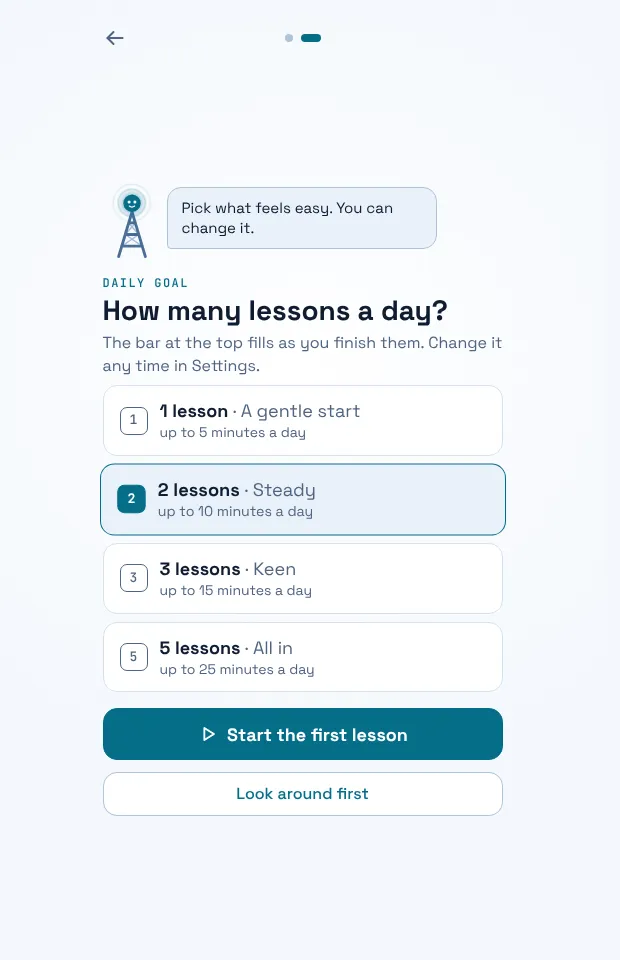 Pick what feels easy. You can
change it.
DAILY GOAL
How many lessons a day?
The bar at the top fills as you finish them. Change it
any time in Settings.
1
1 lesson · A gentle start
up to 5 minutes a day
2
2 lessons · Steady
up to 10 minutes a day
3
3 lessons · Keen
up to 15 minutes a day
5
5 lessons · All in
up to 25 minutes a day
Start the first lesson
Look around first